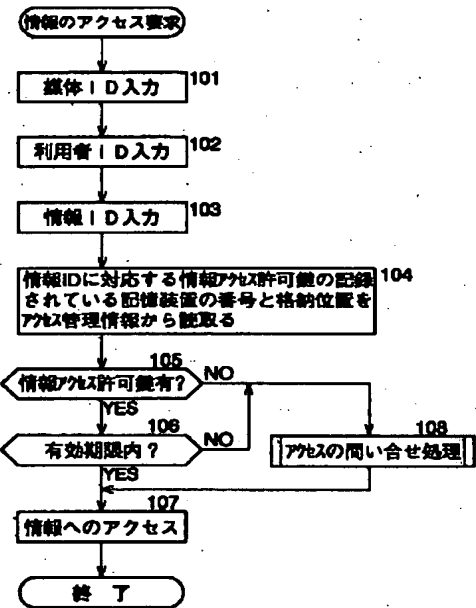 情報のアクセス要求
媒体ID入力 101
利用者ID入力 102
情報ID入力 103
情報IDに対応する情報アクセス許可鍵の記録 104
されている記憶装置の番号と格納位置を
アクセス管理情報から読取る
105
情報アクセス許可鍵有? NO
YES
106
有効期限内? NO
YES
108
アクセスの問い合せ処理
107
情報へのアクセス
終了